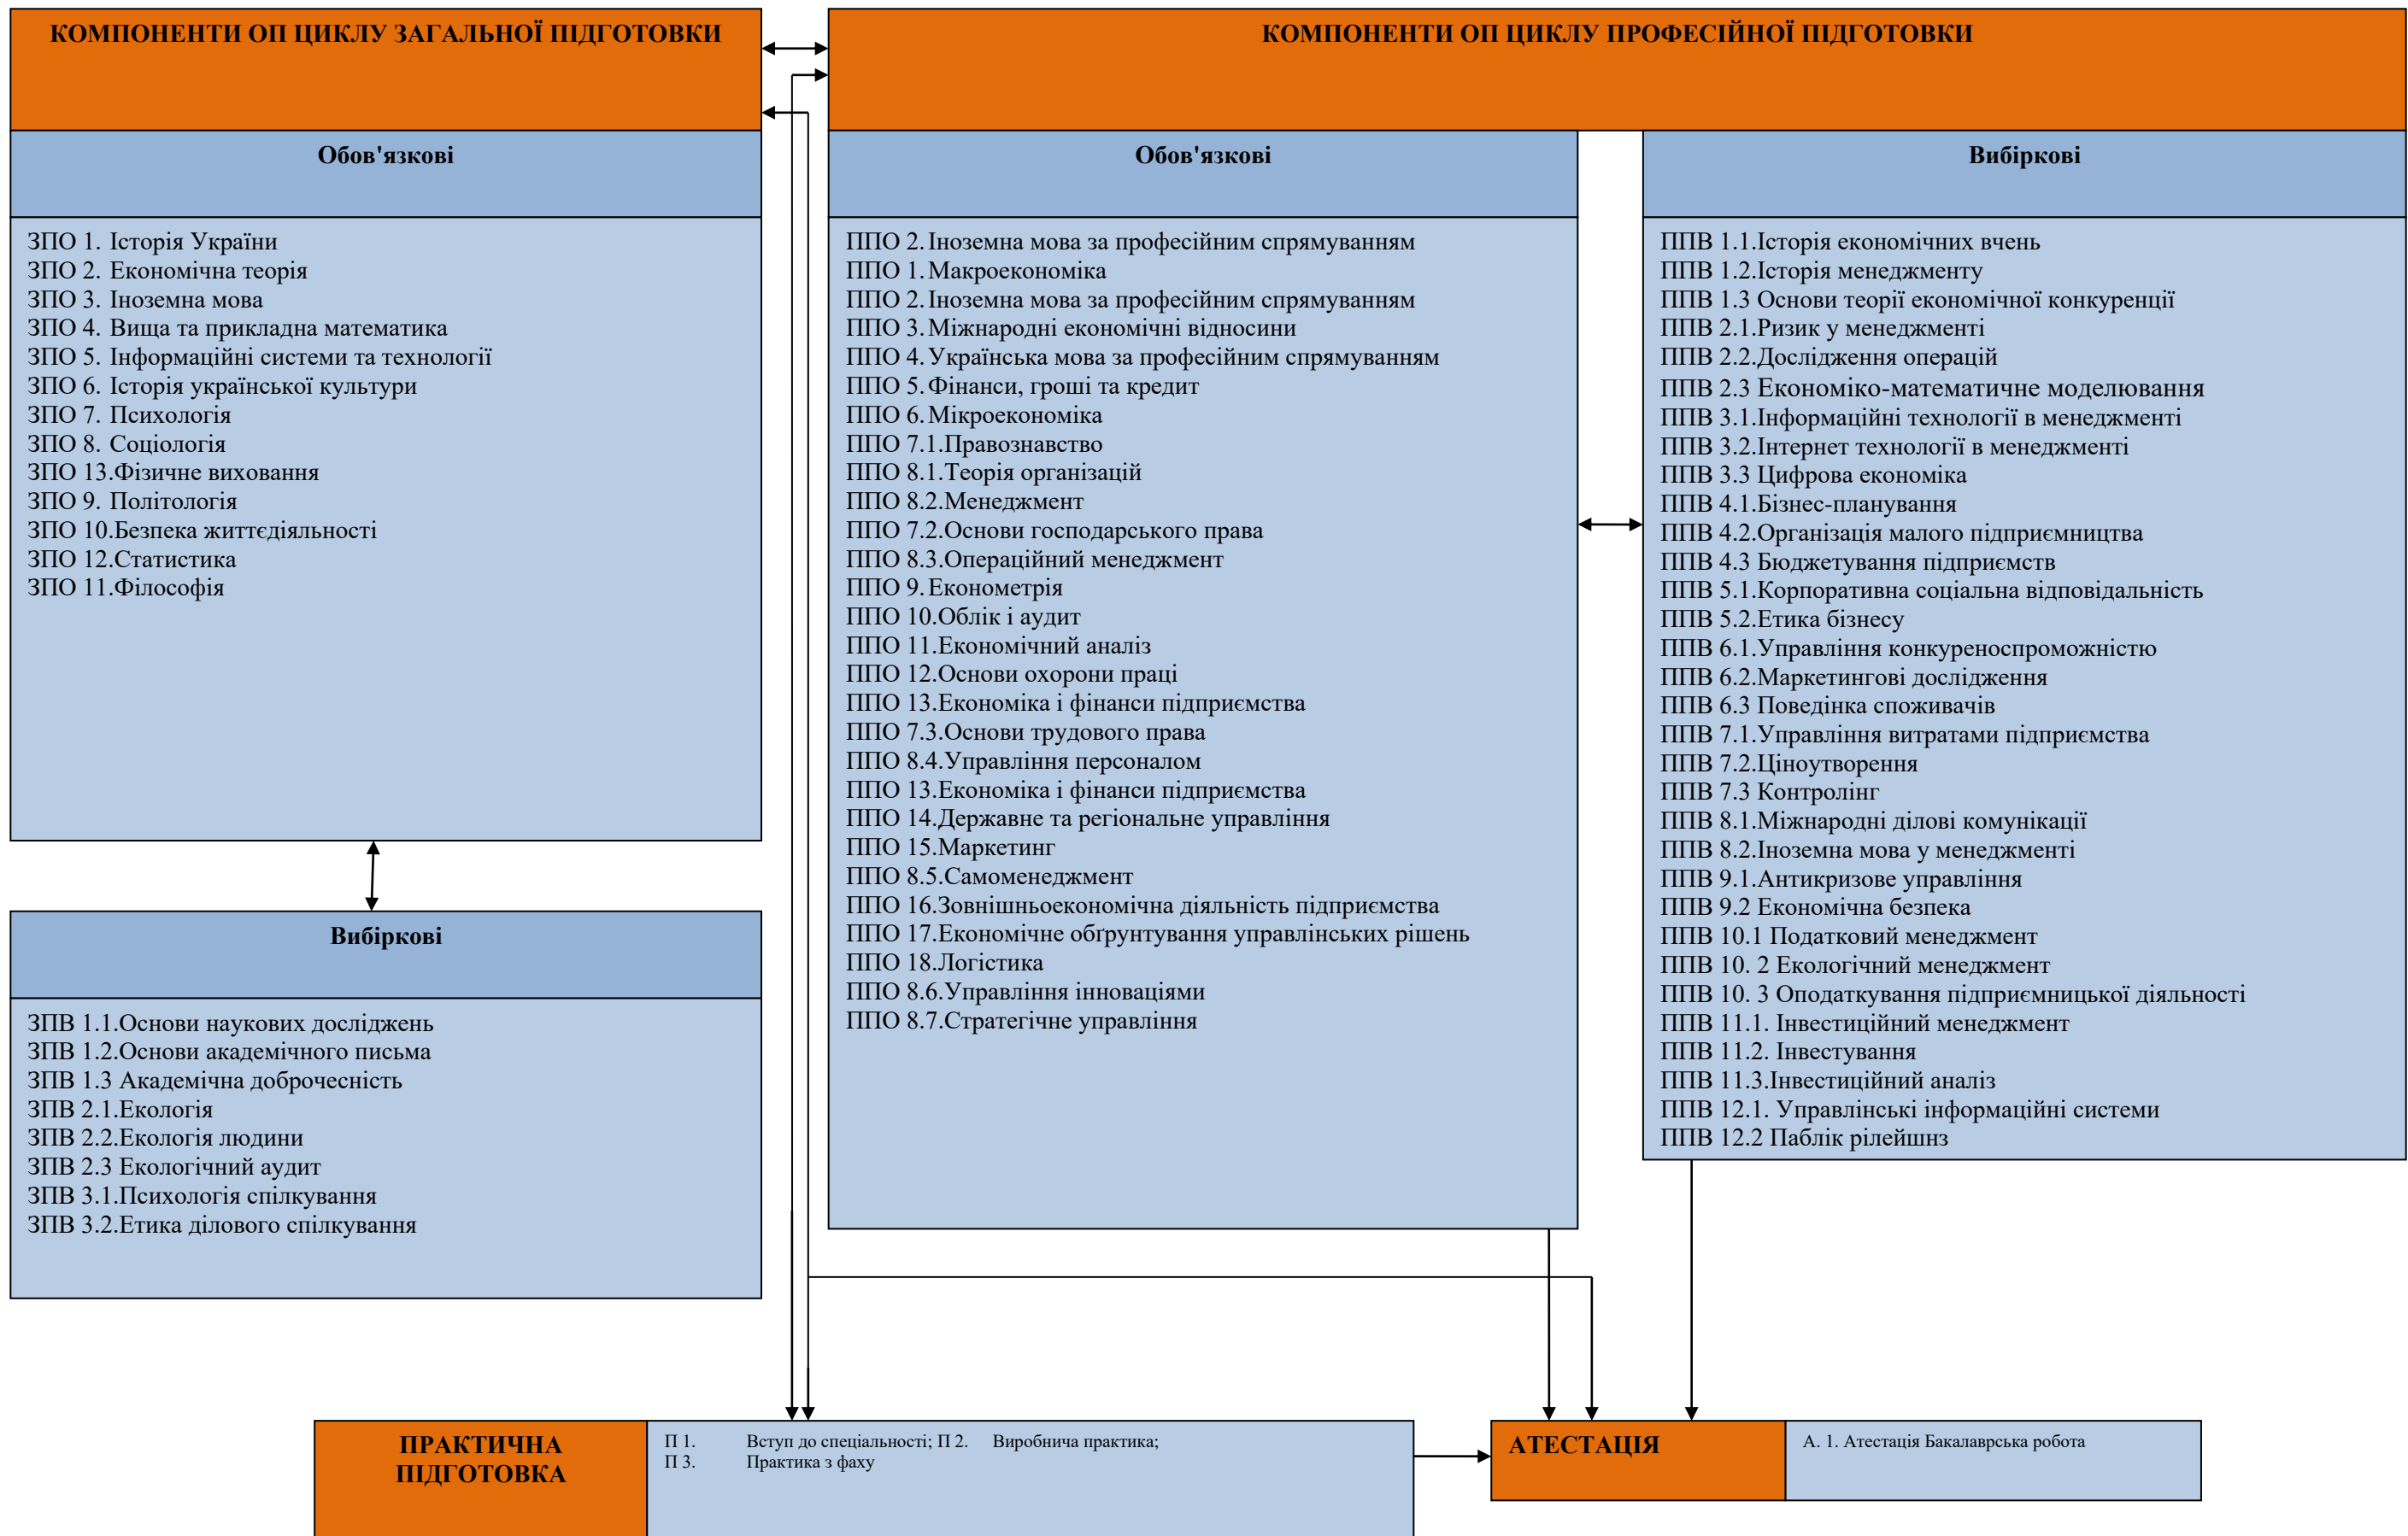 КОМПОНЕНТИ ОП ЦИКЛУ ЗАГАЛЬНОЇ ПІДГОТОВКИ
Обов'язкові
ЗПО 1. Історія України
ЗПО 2. Економічна теорія
ЗПО 3. Іноземна мова
ЗПО 4. Вища та прикладна математика
ЗПО 5. Інформаційні системи та технології
ЗПО 6. Історія української культури
ЗПО 7. Психологія
ЗПО 8. Соціологія
ЗПО 13.Фізичне виховання
ЗПО 9. Політологія
ЗПО 10.Безпека життєдіяльності
ЗПО 12.Статистика
ЗПО 11.Філософія
Вибіркові
ЗПВ 1.1.Основи наукових досліджень
ЗПВ 1.2.Основи академічного письма
ЗПВ 1.3 Академічна доброчесність
ЗПВ 2.1.Екологія
ЗПВ 2.2.Екологія людини
ЗПВ 2.3 Екологічний аудит
ЗПВ 3.1.Психологія спілкування
ЗПВ 3.2.Етика ділового спілкування
КОМПОНЕНТИ ОП ЦИКЛУ ПРОФЕСІЙНОЇ ПІДГОТОВКИ
Обов'язкові
ППО 2.Іноземна мова за професійним спрямуванням
ППО 1.Макроекономіка
ППО 2.Іноземна мова за професійним спрямуванням
ППО 3.Міжнародні економічні відносини
ППО 4.Українська мова за професійним спрямуванням
ППО 5.Фінанси, гроші та кредит
ППО 6.Мікроекономіка
ППО 7.1.Правознавство
ППО 8.1.Теорія організацій
ППО 8.2.Менеджмент
ППО 7.2.Основи господарського права
ППО 8.3.Операційний менеджмент
ППО 9.Економетрія
ППО 10.Облік і аудит
ППО 11.Економічний аналіз
ППО 12.Основи охорони праці
ППО 13.Економіка і фінанси підприємства
ППО 7.3.Основи трудового права
ППО 8.4.Управління персоналом
ППО 13.Економіка і фінанси підприємства
ППО 14.Державне та регіональне управління
ППО 15.Маркетинг
ППО 8.5.Самоменеджмент
ППО 16.Зовнішньоекономічна діяльність підприємства
ППО 17.Економічне обґрунтування управлінських рішень
ППО 18.Логістика
ППО 8.6.Управління інноваціями
ППО 8.7.Стратегічне управління
Вибіркові
ППВ 1.1.Історія економічних вчень
ППВ 1.2.Історія менеджменту
ППВ 1.3 Основи теорії економічної конкуренції
ППВ 2.1.Ризик у менеджменті
ППВ 2.2.Дослідження операцій
ППВ 2.3 Економіко-математичне моделювання
ППВ 3.1.Інформаційні технології в менеджменті
ППВ 3.2.Інтернет технології в менеджменті
ППВ 3.3 Цифрова економіка
ППВ 4.1.Бізнес-планування
ППВ 4.2.Організація малого підприємництва
ППВ 4.3 Бюджетування підприємств
ППВ 5.1.Корпоративна соціальна відповідальність
ППВ 5.2.Етика бізнесу
ППВ 6.1.Управління конкуреноспроможністю
ППВ 6.2.Маркетингові дослідження
ППВ 6.3 Поведінка споживачів
ППВ 7.1.Управління витратами підприємства
ППВ 7.2.Ціноутворення
ППВ 7.3 Контролінг
ППВ 8.1.Міжнародні ділові комунікації
ППВ 8.2.Іноземна мова у менеджменті
ППВ 9.1.Антикризове управління
ППВ 9.2 Економічна безпека
ППВ 10.1 Податковий менеджмент
ППВ 10. 2 Екологічний менеджмент
ППВ 10. 3 Оподаткування підприємницької діяльності
ППВ 11.1. Інвестиційний менеджмент
ППВ 11.2. Інвестування
ППВ 11.3.Інвестиційний аналіз
ППВ 12.1. Управлінські інформаційні системи
ППВ 12.2 Паблік рілейшнз
ПРАКТИЧНА
ПІДГОТОВКА
П 1. Вступ до спеціальності; П 2. Виробнича практика;
П 3. Практика з фаху
АТЕСТАЦІЯ
А. 1. Атестація Бакалаврська робота